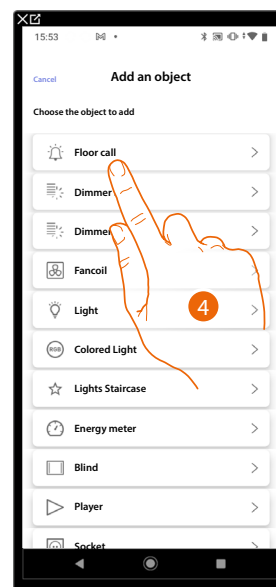 15:53
Cancel
Add an object
Choose the object to add
Floor call
Dimmer
Dimmer
Fancoil
Light
4
RGB
Colored Light
Lights Staircase
Energy meter
Blind
Player
Socket